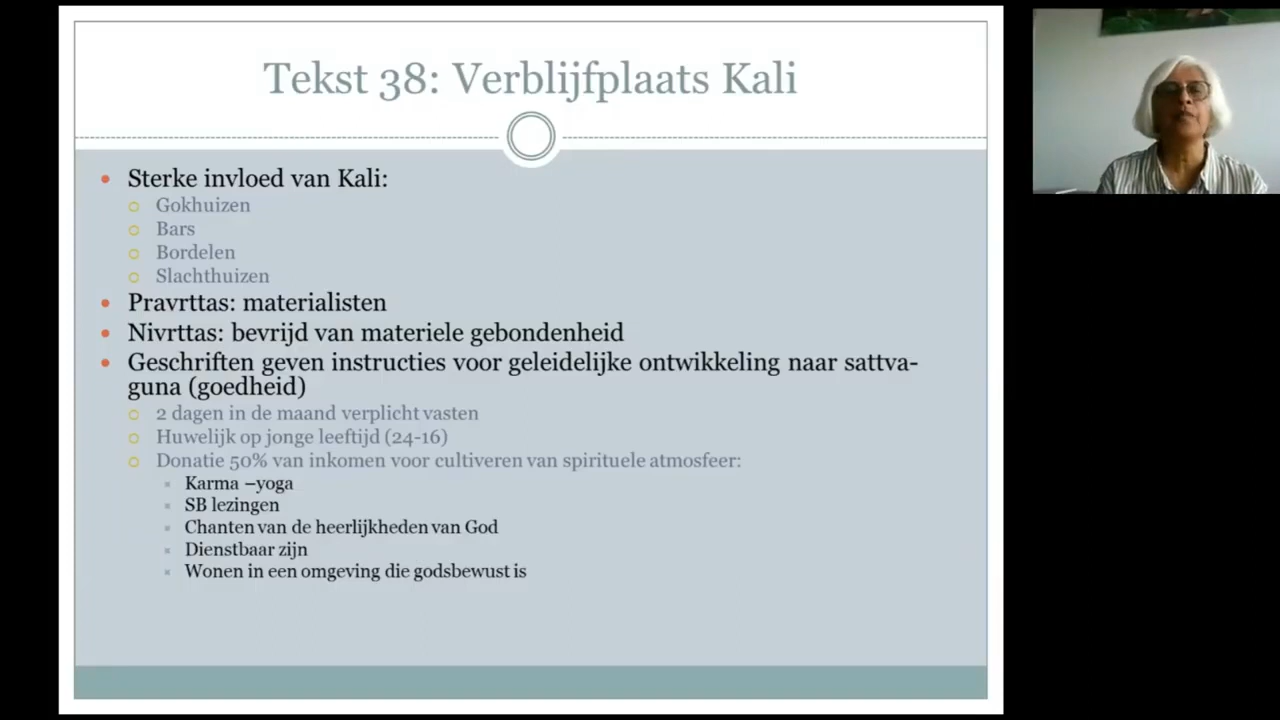 Tekst 38: Verblijfplaats Kali
Sterke invloed van Kali:
Gokhuizen
Bars
Bordelen
Slachthuizen
Pravrttas: materialisten
Nivrttas: bevrijd van materiele gebondenheid
Geschriften geven instructies voor geleidelijke ontwikkeling naar sattva-
guna (goedheid)
2 dagen in de maand verplicht vasten
Huwelijk op jonge leeftijd (24-16)
Donatie 50% van inkomen voor cultiveren van spirituele atmosfeer:
Karma –yoga
SB lezingen
Chanten van de heerlijkheden van God
Dienstbaar zijn
Wonen in een omgeving die godsbewust is